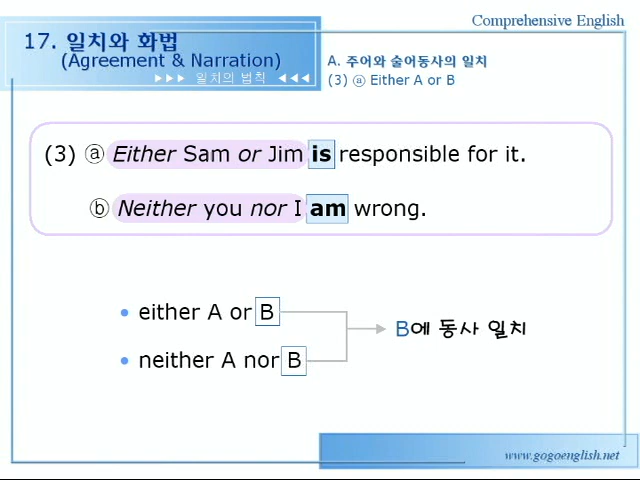 Comprehensive English
17. 일치와 화법
(Agreement & Narration)
▶▶▶ 일치의 법칙 ◀◀◀
A. 주어와 술어동사의 일치
(3) ⓐ Either A or B
(3) ⓐ Either Sam or Jim is responsible for it.
ⓑ Neither you nor I am wrong.
• either A or B
B에 동사 일치
• neither A nor B
www.gogoenglish.net